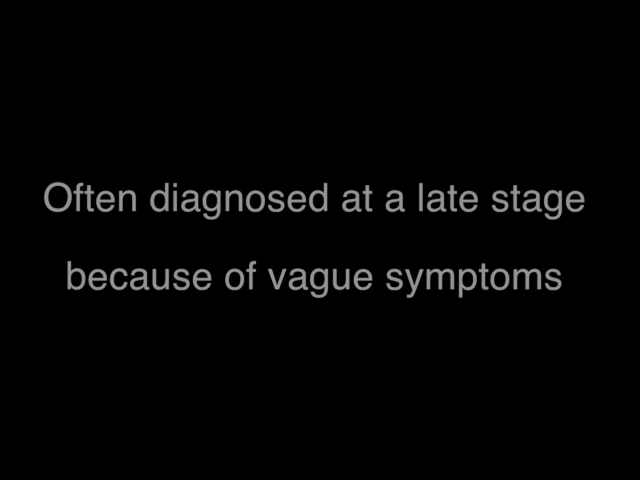 Often diagnosed at a late stage
because of vague symptoms